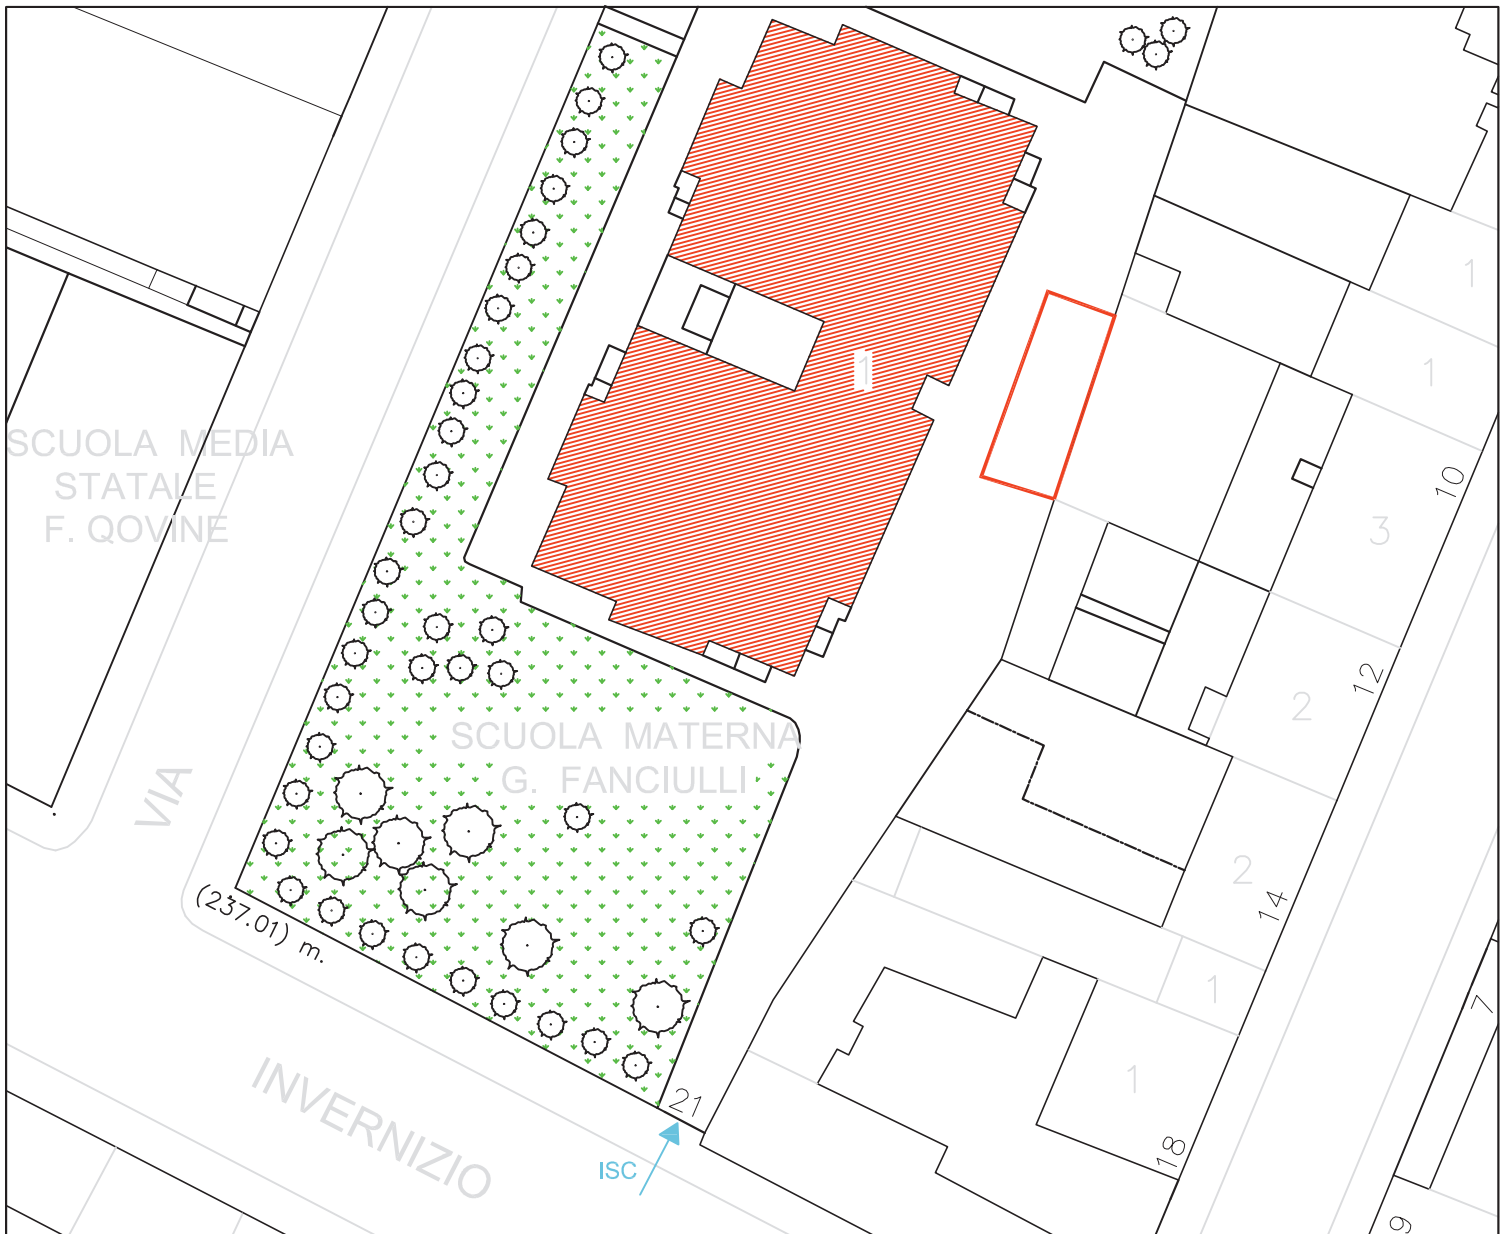 1
1
1
SCUOLA MEDIA
STATALE
F. QOVINE
10
3
12
2
SCUOLA MATERNA
G. FANCIULLI
VIA
2
14
(237.01) m.
1
7
INVERNIZIO
1
21
18
ISC
9